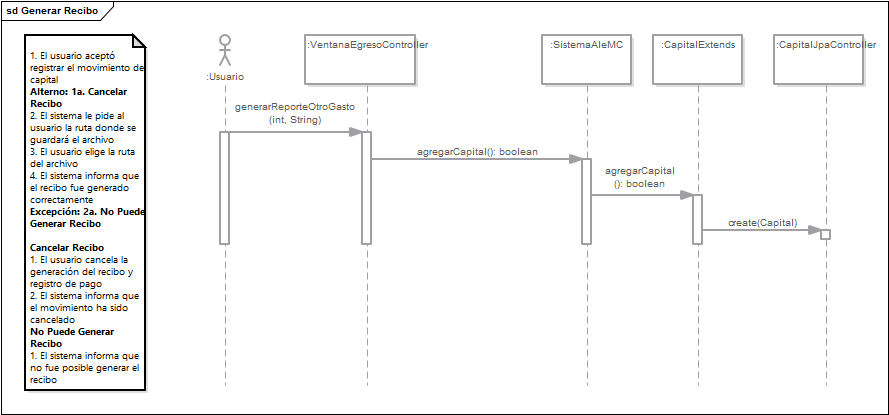 sd Generar Recibo
1. El usuario aceptó
registrar el movimiento de
capital
Alterno: 1a. Cancelar
Recibo
2. El sistema le pide al
usuario la ruta donde se
guardará el archivo
3. El usuario elige la ruta
del archivo
4. El sistema informa que
el recibo fue generado
correctamente
Excepción: 2a. No Puede
Generar Recibo
Cancelar Recibo
1. El usuario cancela la
generación del recibo y
registro de pago
2. El sistema informa que
el movimiento ha sido
cancelado
No Puede Generar
Recibo
1. El sistema informa que
no fue posible generar el
recibo
:Usuario
:VentanaEgresoController
:SistemaAleMC
:CapitalExtends
:CapitalJpaController
generarReporteOtroGasto
(int, String)
agregarCapital(): boolean
agregarCapital
(): boolean
create(Capital)